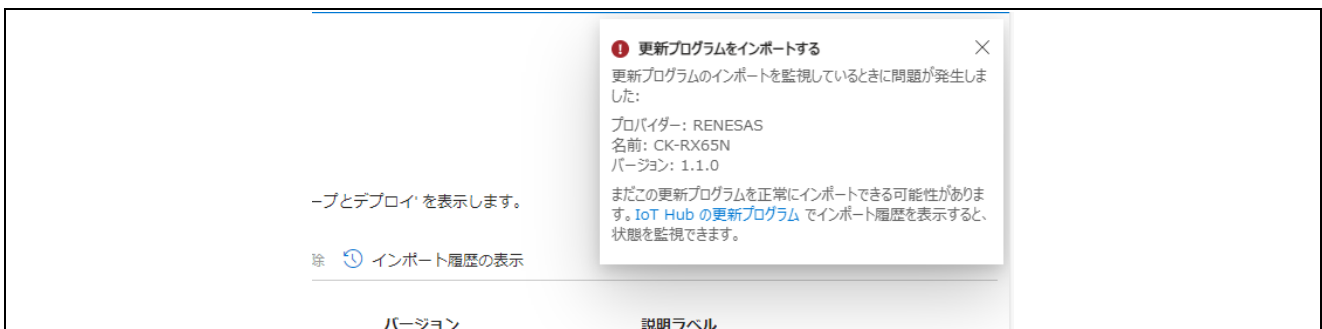 更新プログラムをインポートする
更新プログラムのインポートを監視しているときに問題が発生しま
した:
プロバイダー: RENESAS
名前: CK-RX65N
バージョン: 1.1.0
まだこの更新プログラムを正常にインポートできる可能性がありま
す。IoT Hub の更新プログラム でインポート履歴を表示すると、
状態を監視できます。
ープとデプロイ' を表示します。
除 インポート履歴の表示
バージョン 説明ラベル